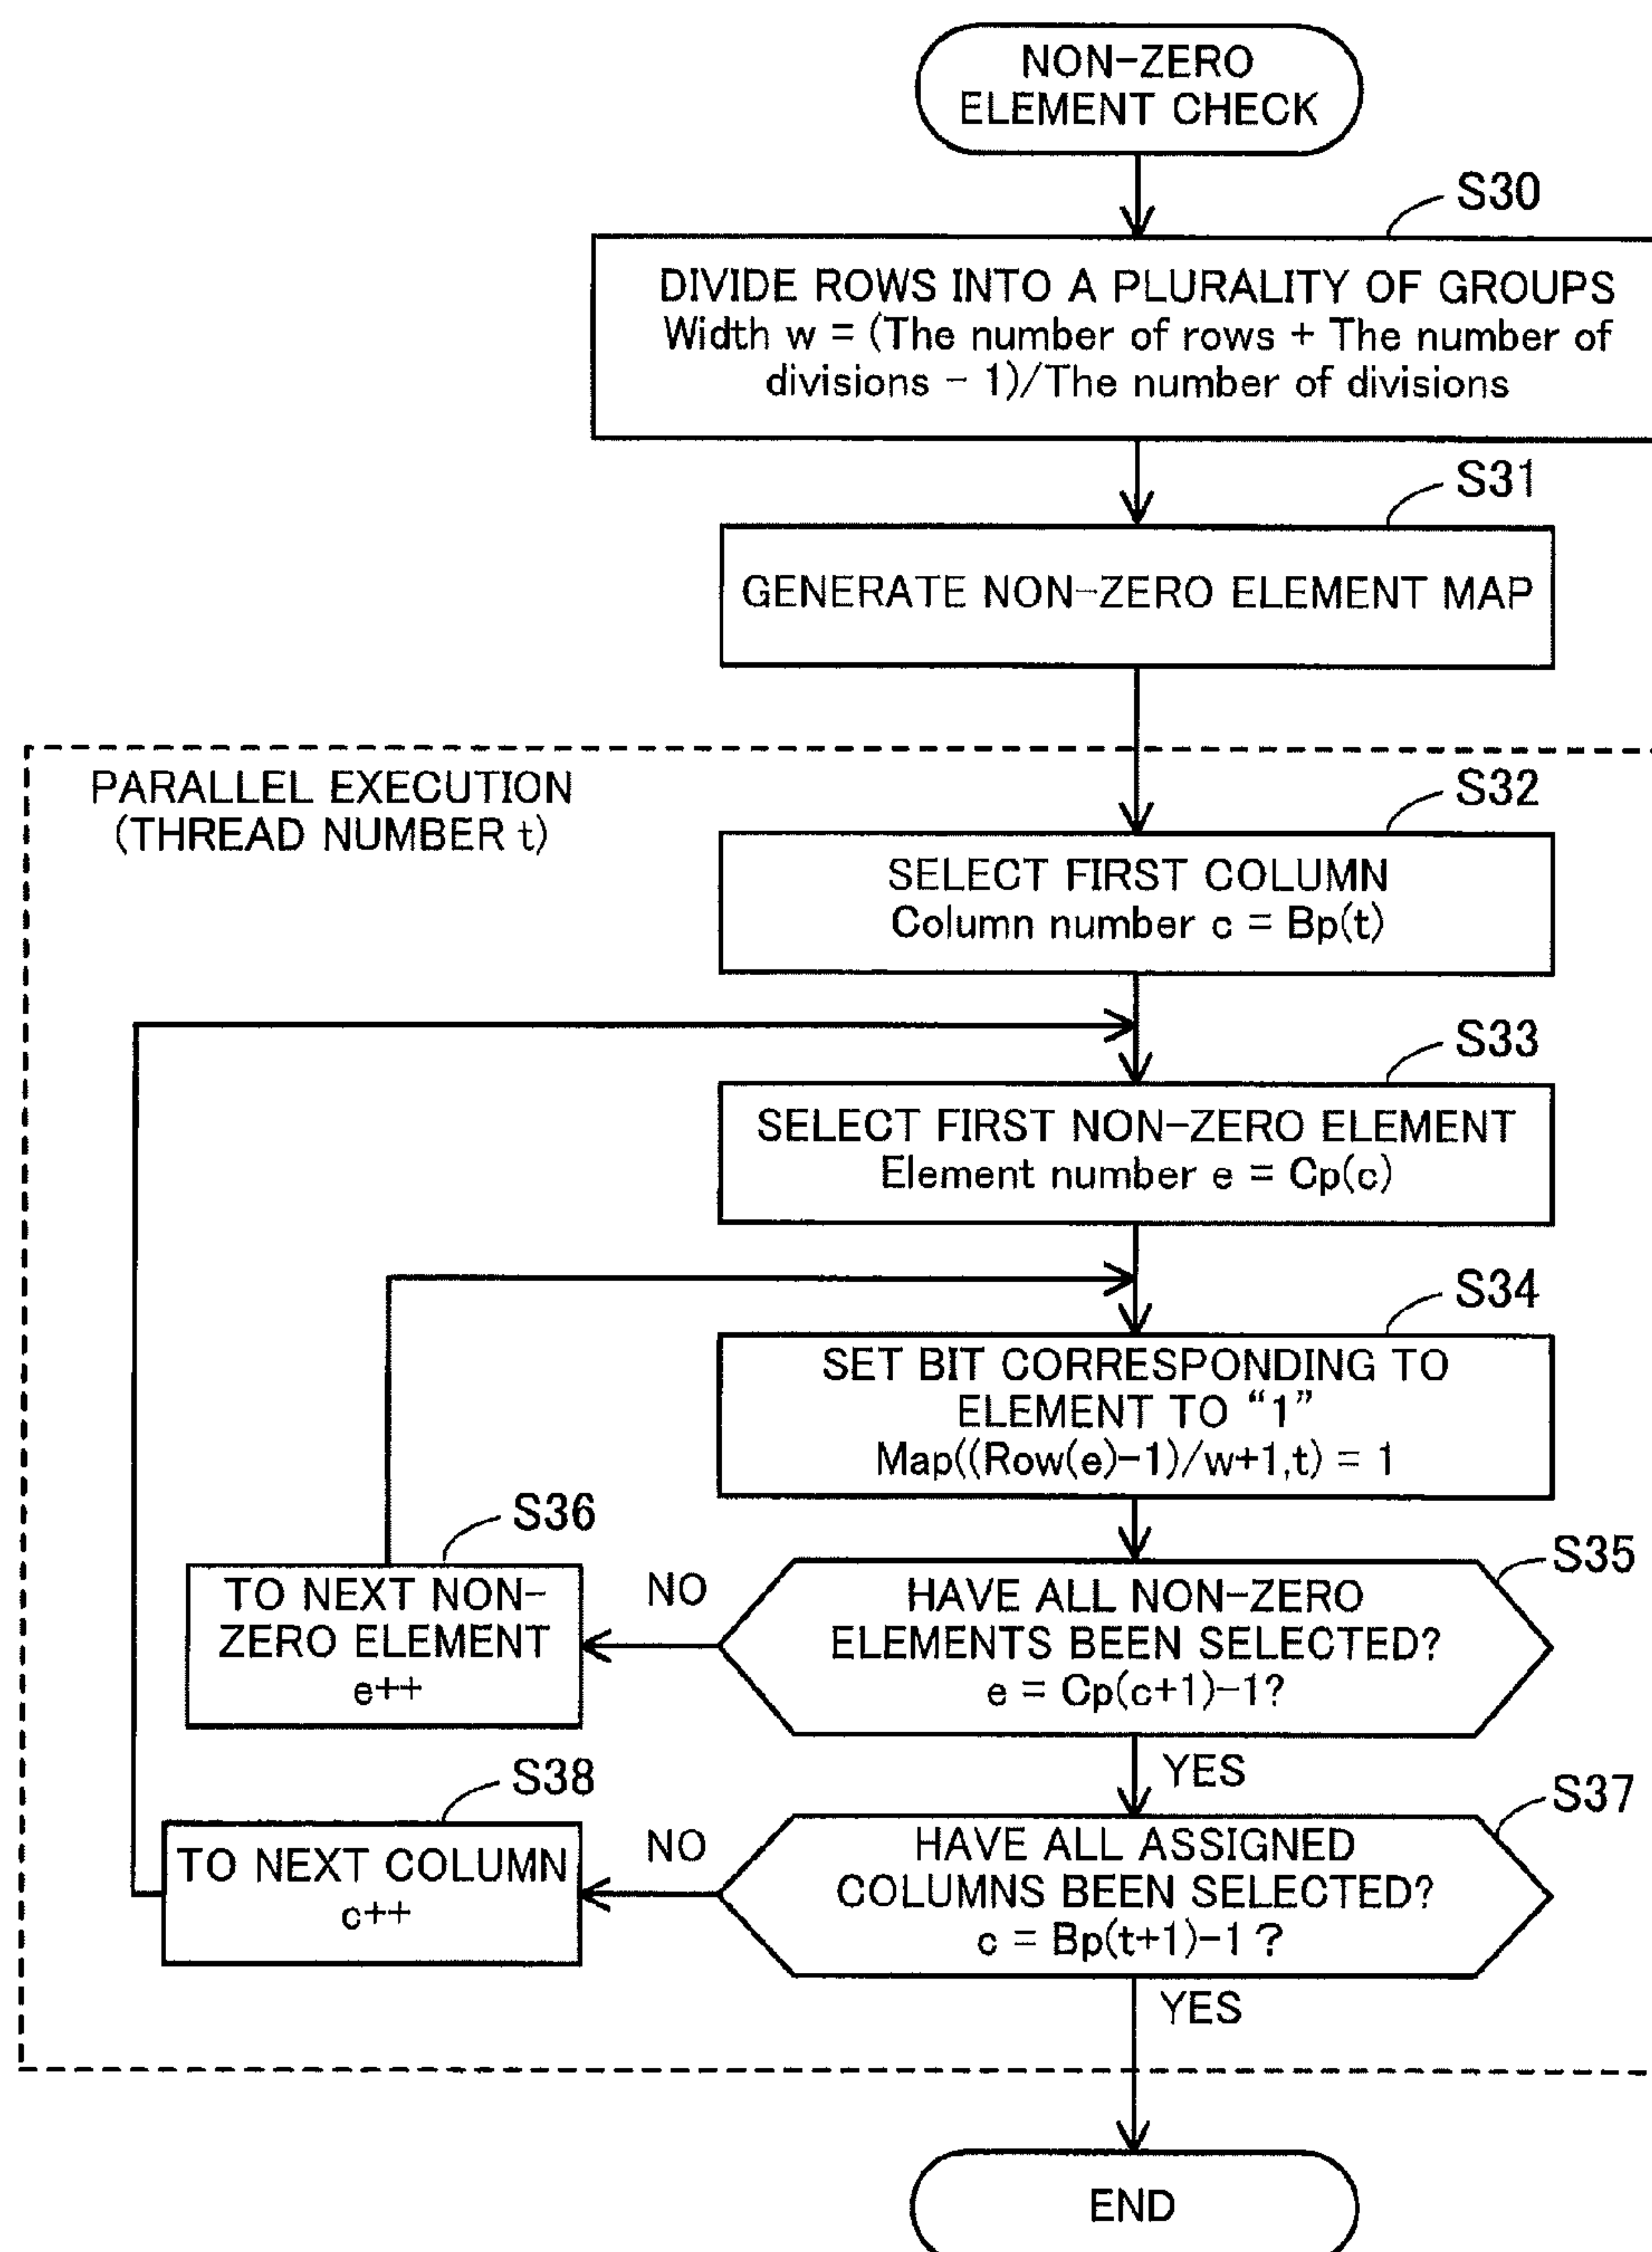 NON-ZERO
ELEMENT CHECK
S30
DIVIDE ROWS INTO A PLURALITY OF GROUPS
Width w = (The number of rows + The number of
divisions - 1)/The number of divisions
S31
GENERATE NON-ZERO ELEMENT MAP
PARALLEL EXECUTION
(THREAD NUMBER t)
S32
SELECT FIRST COLUMN
Column number c = Bp(t)
S33
SELECT FIRST NON-ZERO ELEMENT
Element number e = Cp(c)
S34
SET BIT CORRESPONDING TO
ELEMENT TO “1”
Map((Row(e)-1)/w+1,t) = 1
S36
TO NEXT NON-
ZERO ELEMENT
e++
NO
S35
HAVE ALL NON-ZERO
ELEMENTS BEEN SELECTED?
e = Cp(c+1)-1?
YES
S38
TO NEXT COLUMN
c++
NO
S37
HAVE ALL ASSIGNED
COLUMNS BEEN SELECTED?
c = Bp(t+1)-1 ?
YES
END